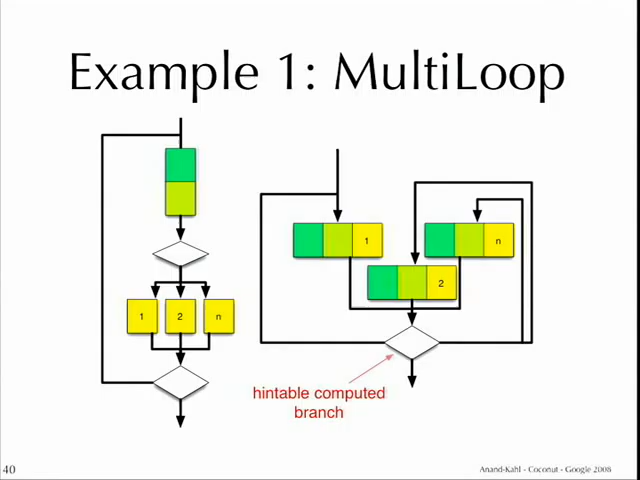 Example 1: MultiLoop
1
n
2
1
2
n
hintable computed
branch
40
Anand-Kahl - Coconut - Google 2008